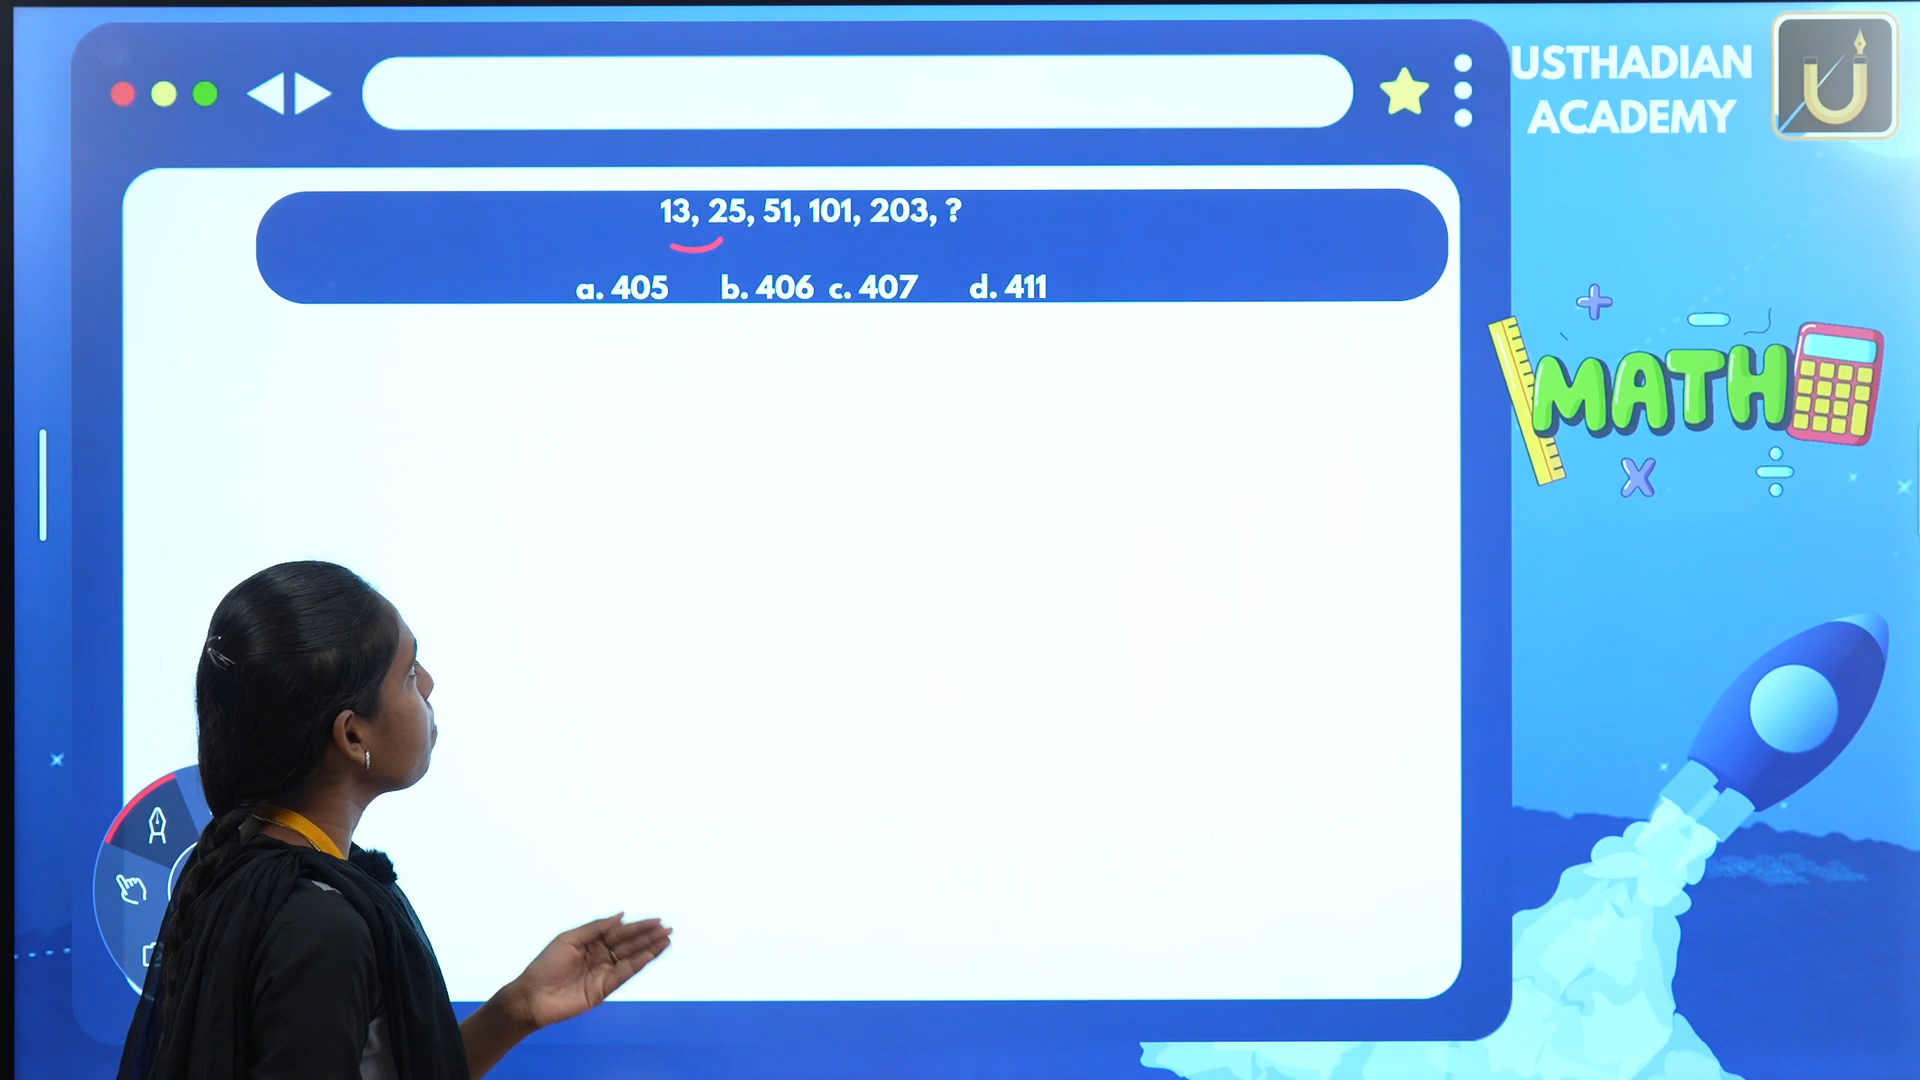 USTHADIAN
ACADEMY
13, 25, 51, 101, 203, ?
a. 405 b. 406 c. 407 d. 411
MATH